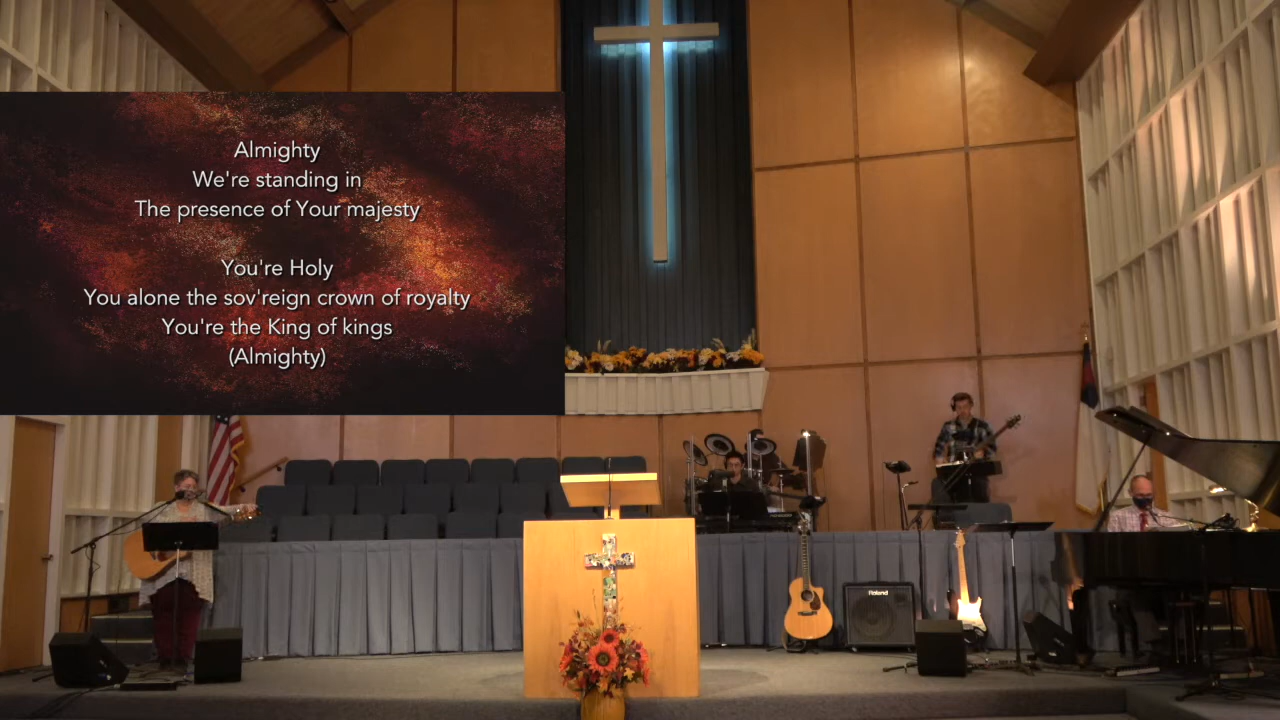 Almighty
We're standing in
The presence of Your majesty
You're Holy
You alone the sov'reign crown of royalty
You're the King of kings
(Almighty)
Roland